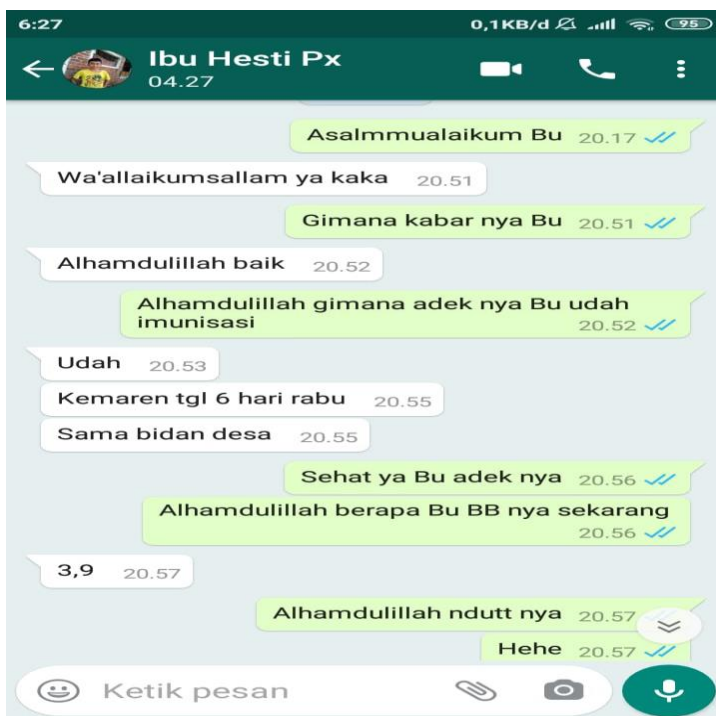 6:27 0,1KB/d 95
Ibu Hesti Px
04.27
Asalmmualaikum Bu 20.17
Wa'allaikumsallam ya kaka 20.51
Gimana kabar nya Bu 20.51
Alhamdulillah baik 20.52
Alhamdulillah gimana adek nya Bu udah
imunisasi 20.52
Udah 20.53
Kemaren tgl 6 hari rabu 20.55
Sama bidan desa 20.55
Sehat ya Bu adek nya 20.56
Alhamdulillah berapa Bu BB nya sekarang
20.56
3,9 20.57
Alhamdulillah ndutt nya 20.57
Hehe 20.57
Ketik pesan